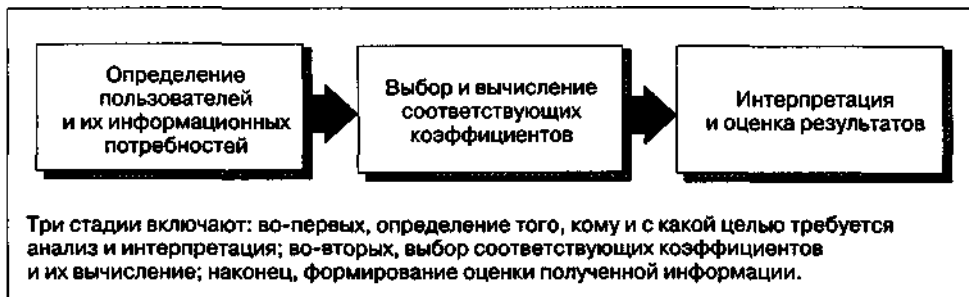 Определение
пользователей
и их информационных
потребностей
Выбор и вычисление
соответствующих
коэффициентов
Интерпретация
и оценка результатов
Три стадии включают: во-первых, определение того, кому и с какой целью требуется
анализ и интерпретация; во-вторых, выбор соответствующих коэффициентов
и их вычисление; наконец, формирование оценки полученной информации.